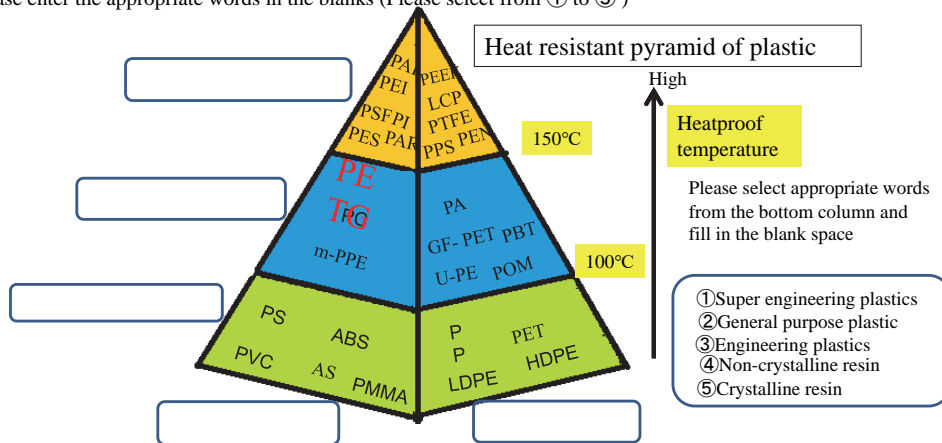 ase enter the appropriate words in the blanks (Please select from ① to ⑤ )
Heat resistant pyramid of plastic
High
PEEK
PEI
LCP
PSF
PI
PTFE
PES
PAR
PPS
PEN
150℃
Heatproof
temperature
PE
TG
PC
m-PPE
PA
GF- PET
PBT
U-PE
POM
100℃
Please select appropriate words
from the bottom column and
fill in the blank space
PS
ABS
PVC
AS
PMMA
P
P
PET
LDPE
HDPE
①Super engineering plastics
②General purpose plastic
③Engineering plastics
④Non-crystalline resin
⑤Crystalline resin